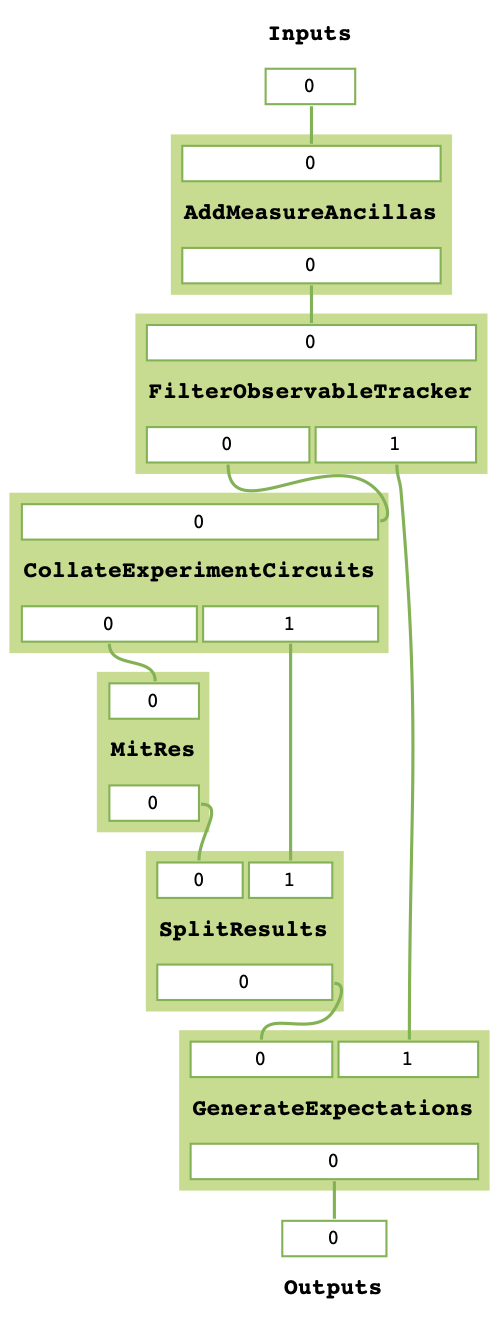 Inputs
0
0
AddMeasureAncillas
0
0
FilterObservableTracker
0 1
0
CollateExperimentCircuits
0 1
0
MitRes
0
0 1
SplitResults
0
0 1
GenerateExpectations
0
0
Outputs